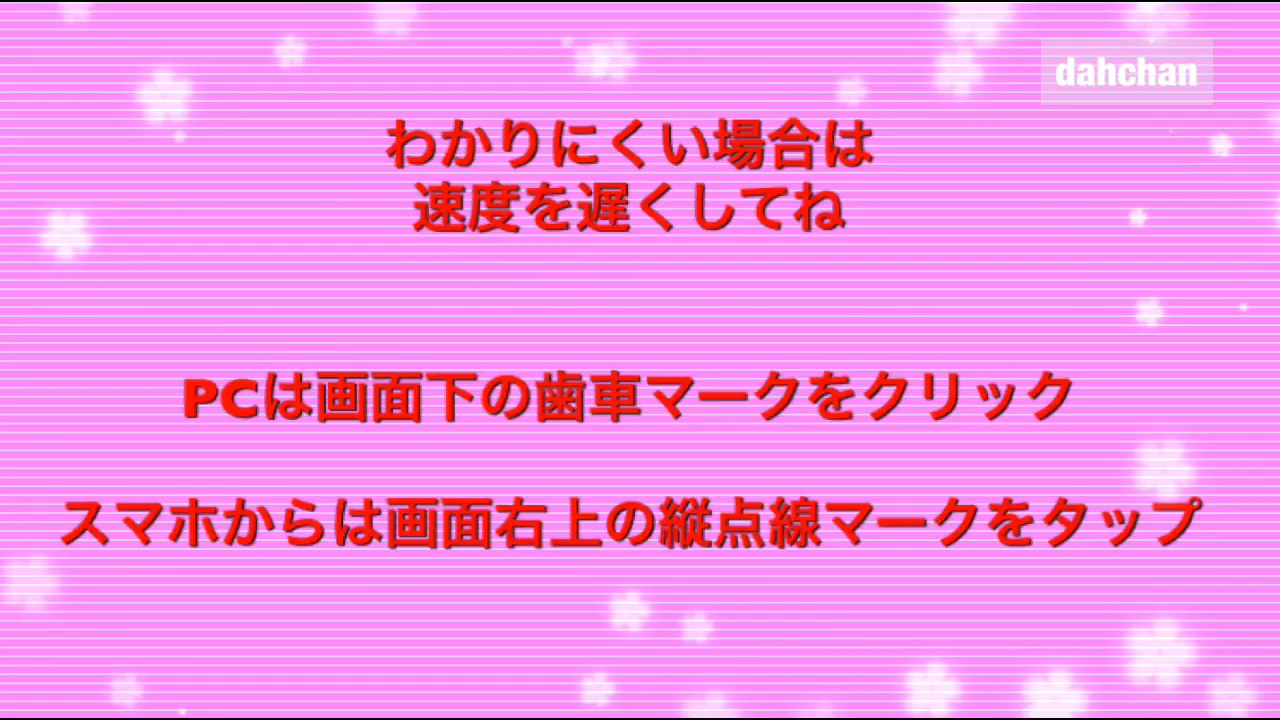 dahchan
わかりにくい場合は
速度を遅くしてね
PCは画面下の歯車マークをクリック
スマホからは画面右上の縦点線マークをタップ